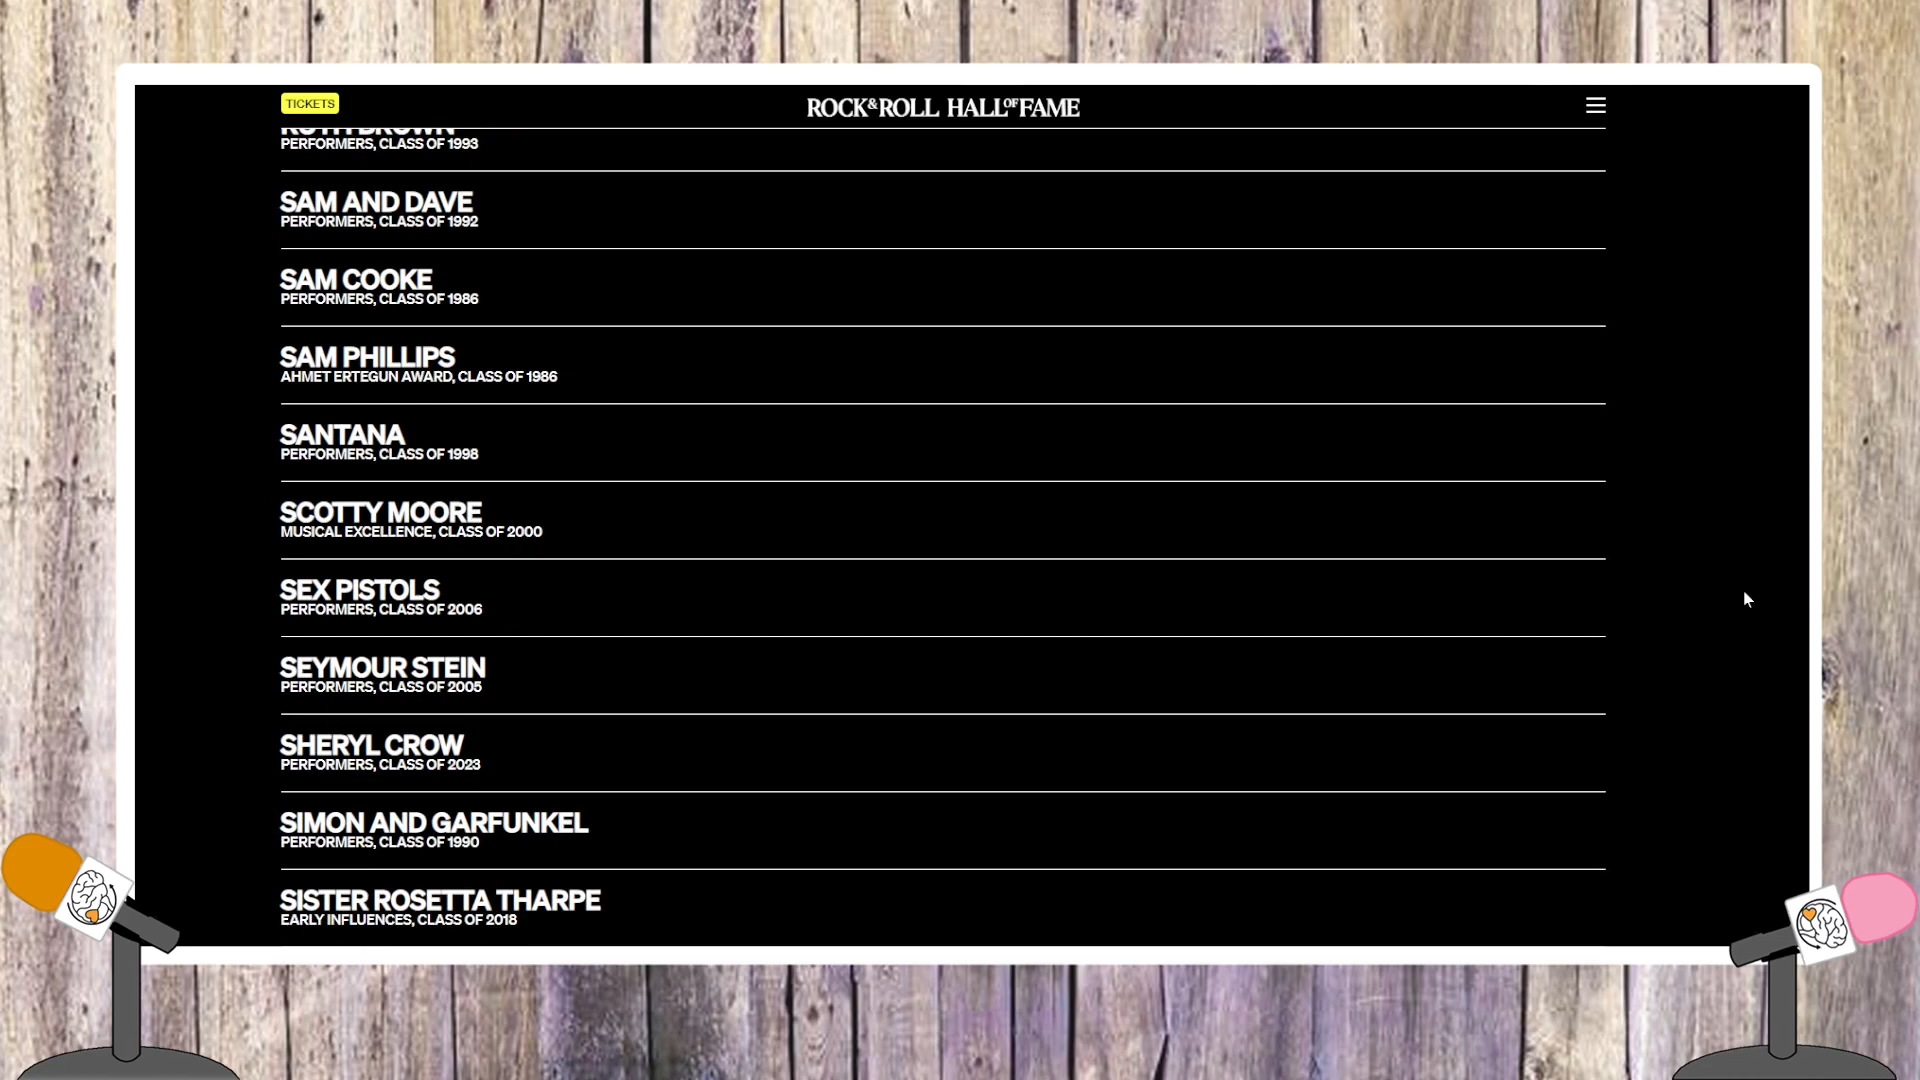 TICKETS
ROCK&ROLL HALL OF FAME
RUTH BROWN
PERFORMERS, CLASS OF 1993
SAM AND DAVE
PERFORMERS, CLASS OF 1992
SAM COOKE
PERFORMERS, CLASS OF 1986
SAM PHILLIPS
AHMET ERTEGUN AWARD, CLASS OF 1986
SANTANA
PERFORMERS, CLASS OF 1998
SCOTTY MOORE
MUSICAL EXCELLENCE, CLASS OF 2000
SEX PISTOLS
PERFORMERS, CLASS OF 2006
SEYMOUR STEIN
PERFORMERS, CLASS OF 2005
SHERYL CROW
PERFORMERS, CLASS OF 2023
SIMON AND GARFUNKEL
PERFORMERS, CLASS OF 1990
SISTER ROSETTA THARPE
EARLY INFLUENCES, CLASS OF 2018